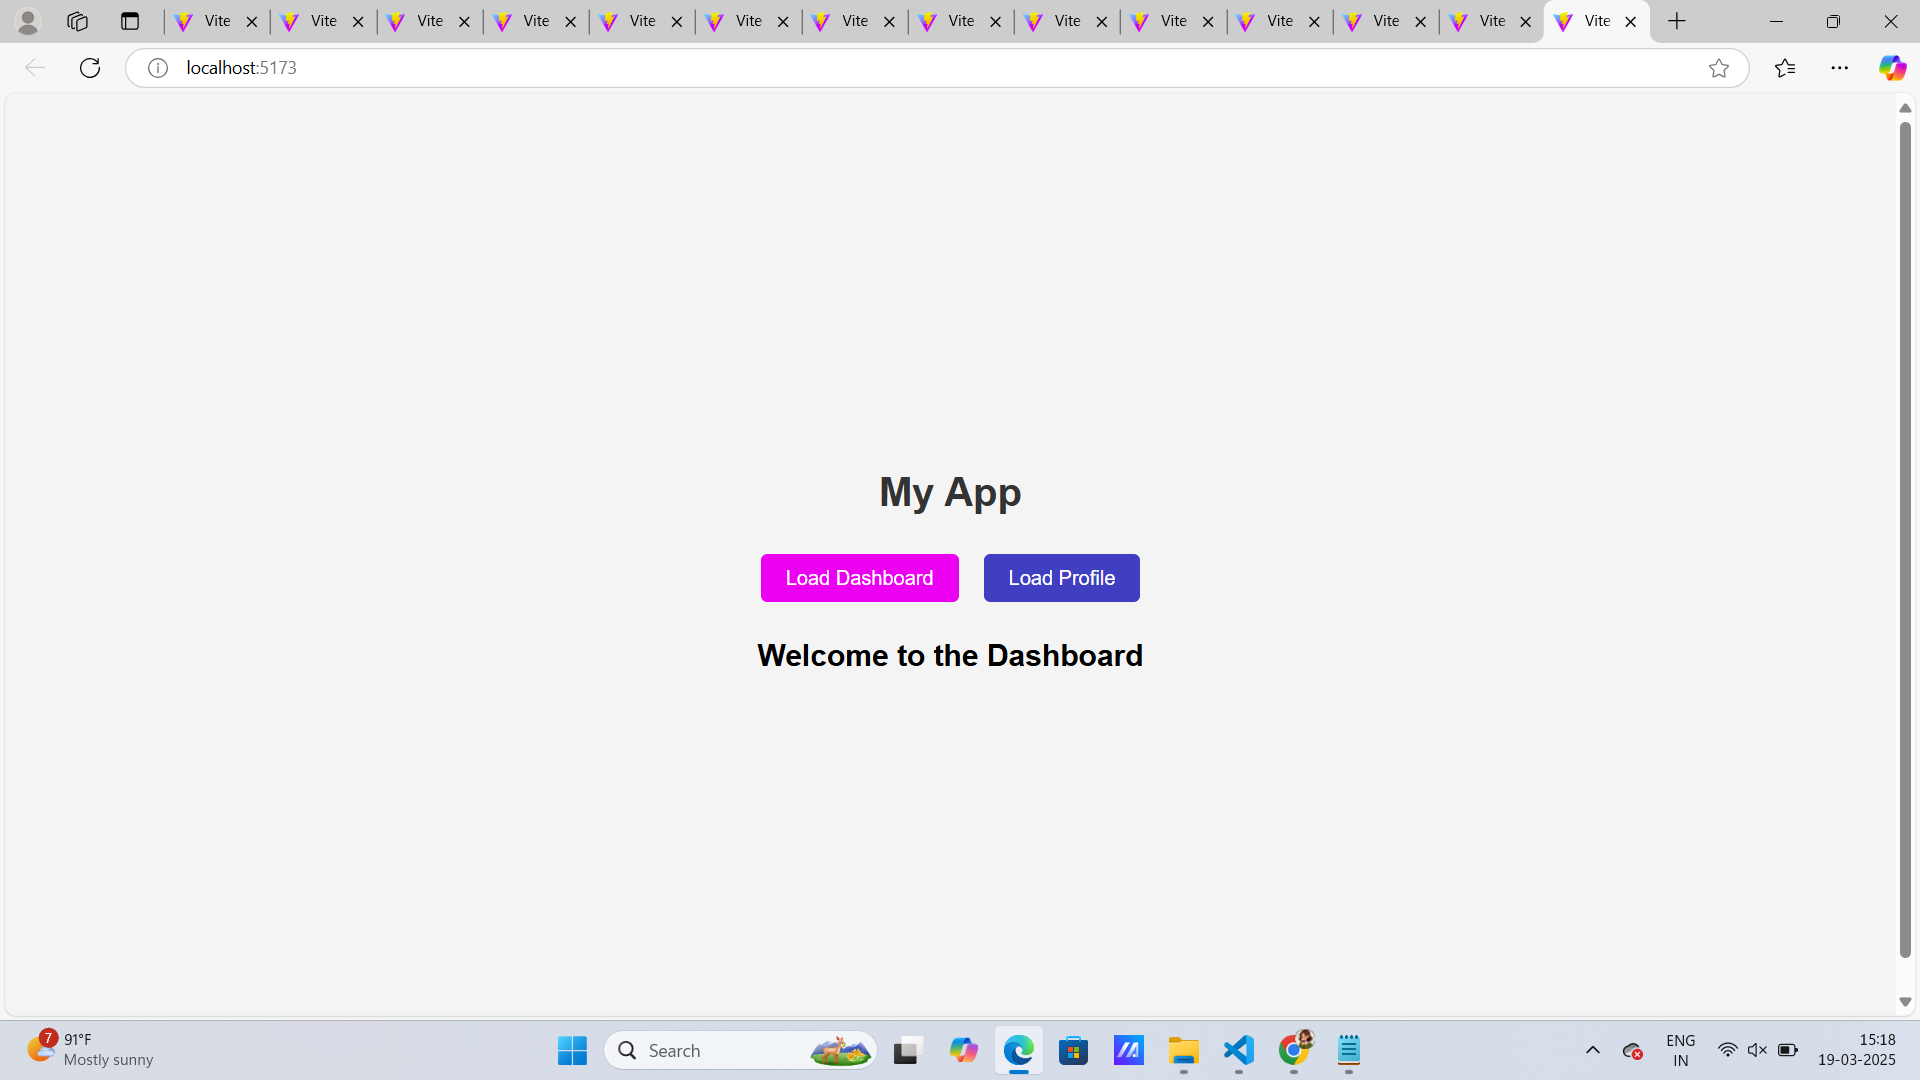 Vite Vite Vite Vite Vite Vite Vite Vite Vite Vite Vite Vite Vite Vite
localhost:5173
My App
Load Dashboard Load Profile
Welcome to the Dashboard
7
91°F
Mostly sunny
Search
ENG
IN
15:18
19-03-2025